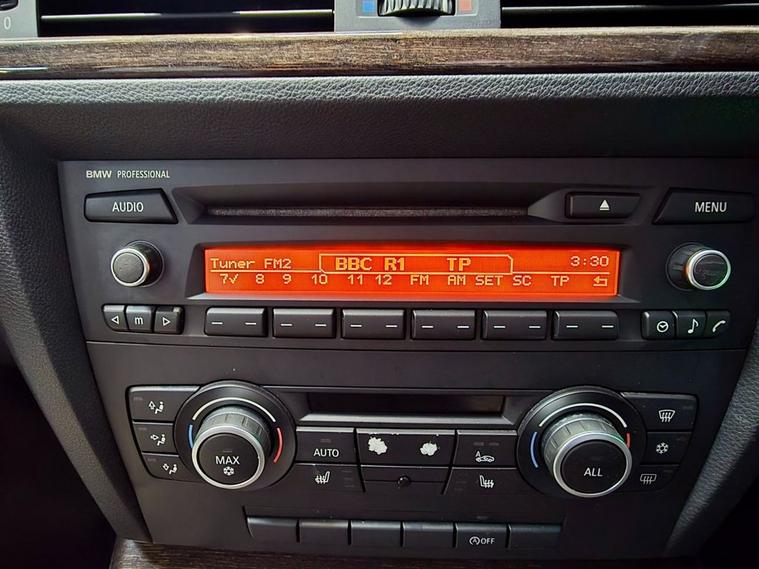 0
BMW PROFESSIONAL
AUDIO
MENU
Tuner FM2 BBC R1 TP 3:30
7✓ 8 9 10 11 12 FM AM SET SC TP
m
MAX
AUTO
A
ALL
OFF